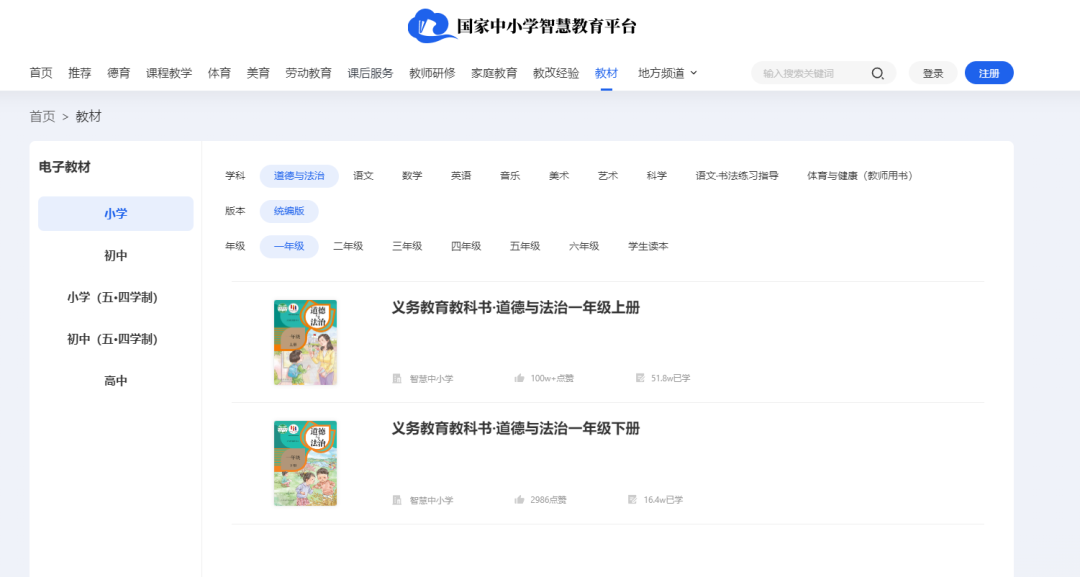 国家中小学智慧教育平台
首页 推荐 德育 课程教学 体育 美育 劳动教育 课后服务 教师研修 家庭教育 教改经验 教材 地方频道 输入搜索关键词 登录 注册
首页 > 教材
电子教材
小学
初中
小学（五•四学制）
初中（五•四学制）
高中
学科 道德与法治 语文 数学 英语 音乐 美术 艺术 科学 语文·书法练习指导 体育与健康（教师用书）
版本 统编版
年级 一年级 二年级 三年级 四年级 五年级 六年级 学生读本
道德
与
法治
一年级
上册
义务教育教科书·道德与法治一年级上册
智慧中小学 100w+点赞 51.8w已学
道德
与
法治
一年级
义务教育教科书·道德与法治一年级下册
智慧中小学 2986点赞 16.4w已学